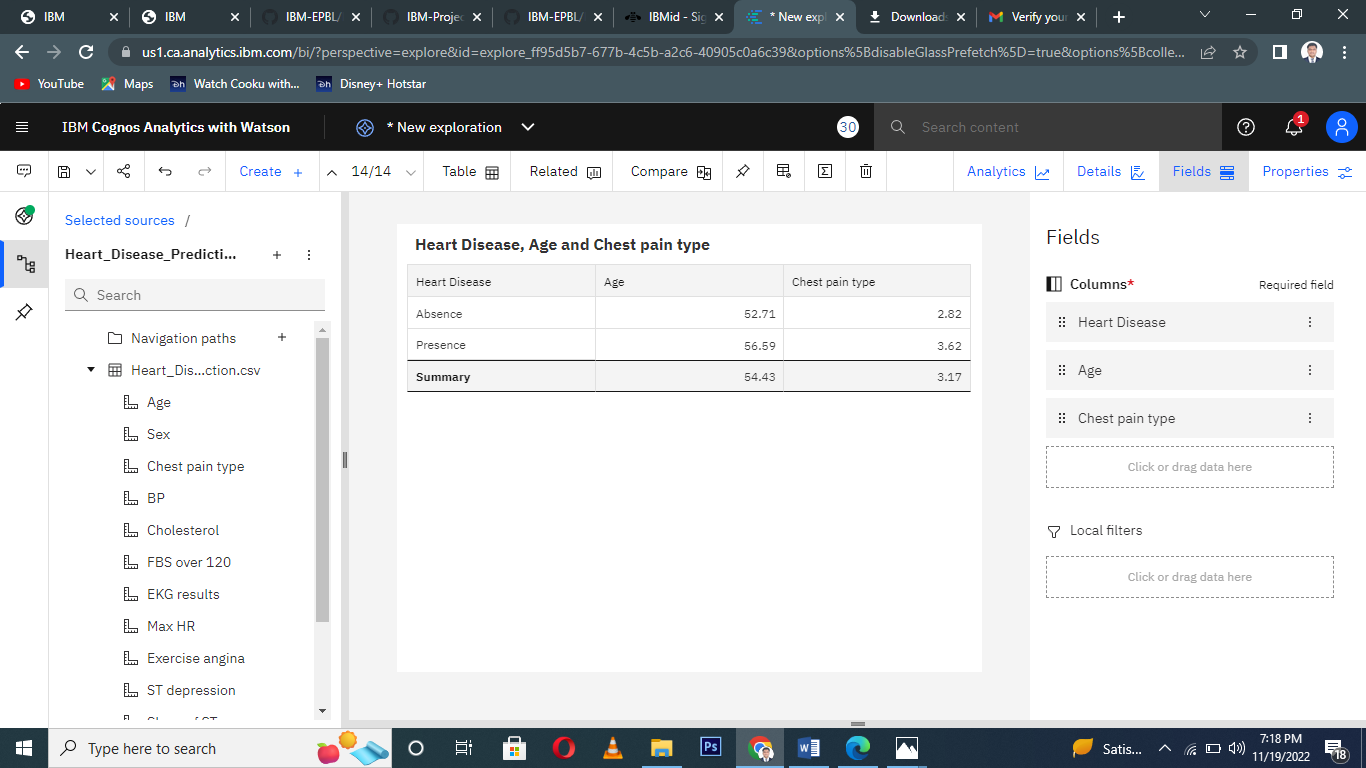 IBM
IBM
IBM-EPBL/
IBM-Projec
IBM-EPBL/
IBMid - Sig
* New expl
Downloads
Verify your
us1.ca.analytics.ibm.com/bi/?perspective=explore&id=explore_ff95d5b7-677b-4c5b-a2c6-40905c0a6c39&options%5BdisableGlassPrefetch%5D=true&options%5Bcolle...
YouTube
Maps
Watch Cooku with...
Disney+ Hotstar
IBM Cognos Analytics with Watson
* New exploration
30
Search content
1
Create +
14/14
Table
Related
Compare
Analytics
Details
Fields
Properties
Selected sources /
Heart_Disease_Predicti...
Search
Navigation paths
Heart_Dis...ction.csv
Age
Sex
Chest pain type
BP
Cholesterol
FBS over 120
EKG results
Max HR
Exercise angina
ST depression
Heart Disease, Age and Chest pain type
Heart Disease Age Chest pain type
Absence 52.71 2.82
Presence 56.59 3.62
Summary 54.43 3.17
Fields
Columns* Required field
Heart Disease
Age
Chest pain type
Click or drag data here
Local filters
Click or drag data here
Type here to search
Ps
Satis...
7:18 PM
11/19/2022
18